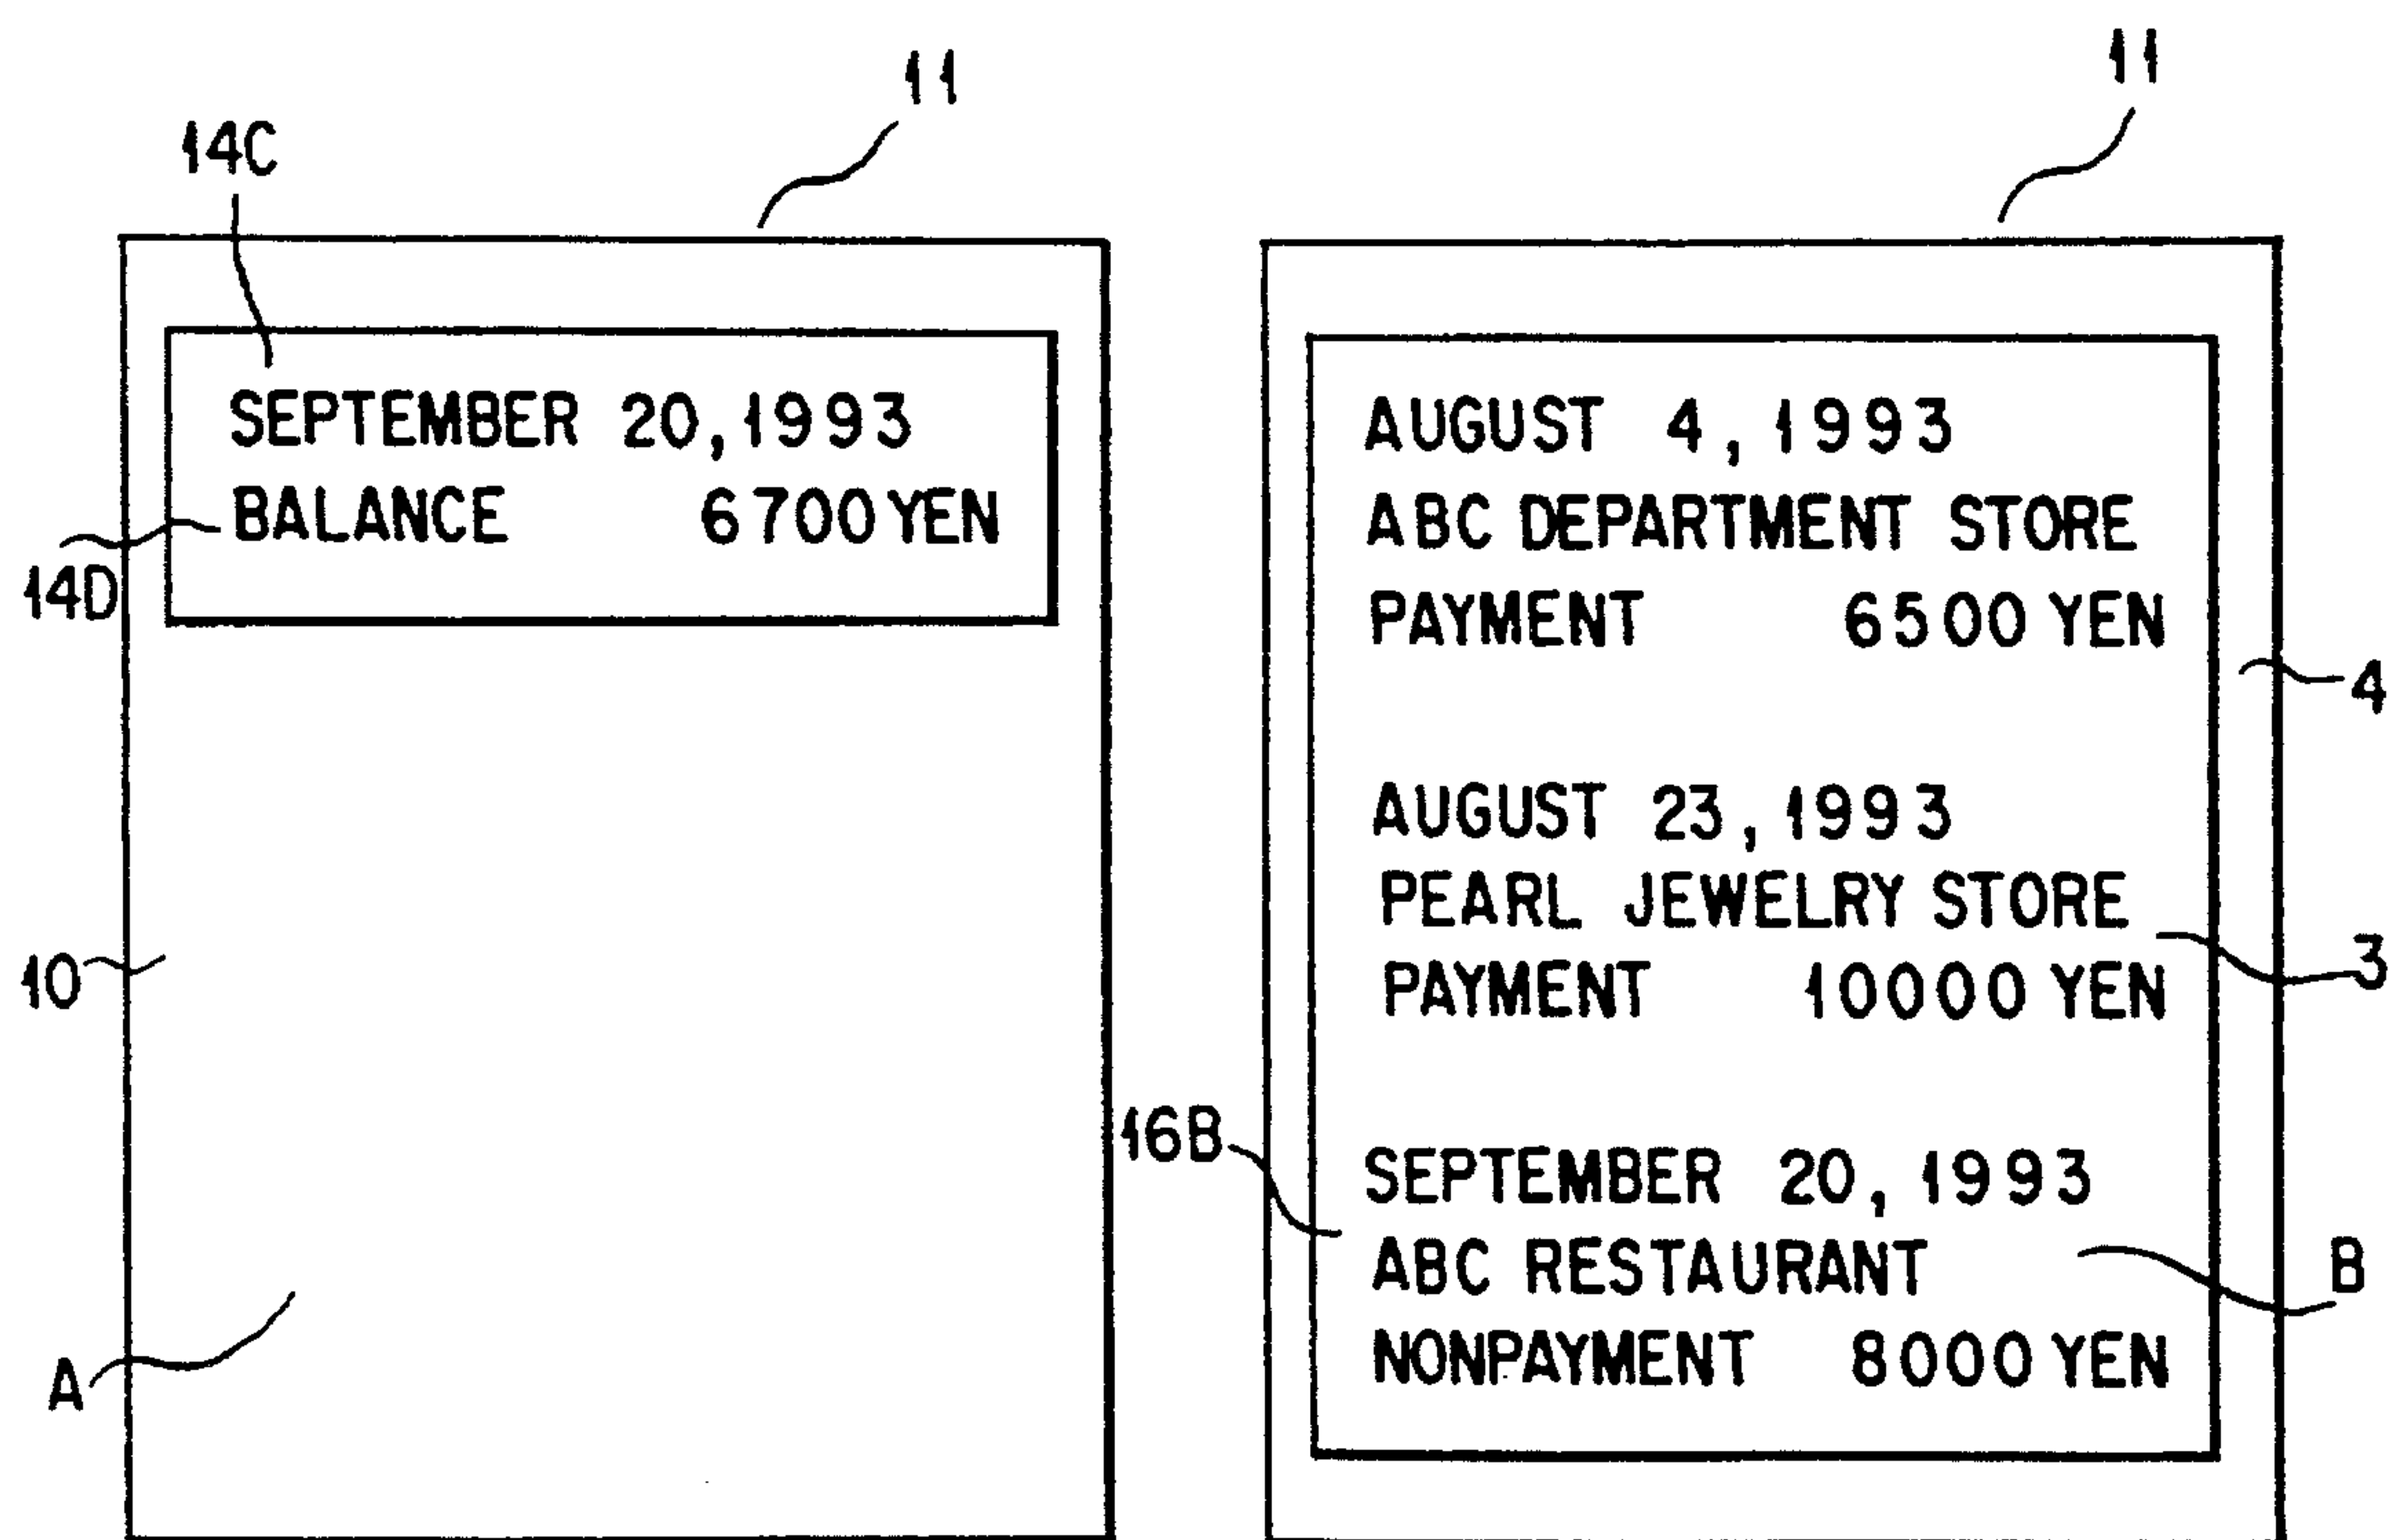 11
14C
SEPTEMBER 20,1993
BALANCE 6700YEN
14D
10
A
11
AUGUST 4,1993
ABC DEPARTMENT STORE
PAYMENT 6500 YEN
4
AUGUST 23,1993
PEARL JEWELRY STORE
3
PAYMENT 10000 YEN
16B
SEPTEMBER 20,1993
ABC RESTAURANT
B
NONPAYMENT 8000 YEN